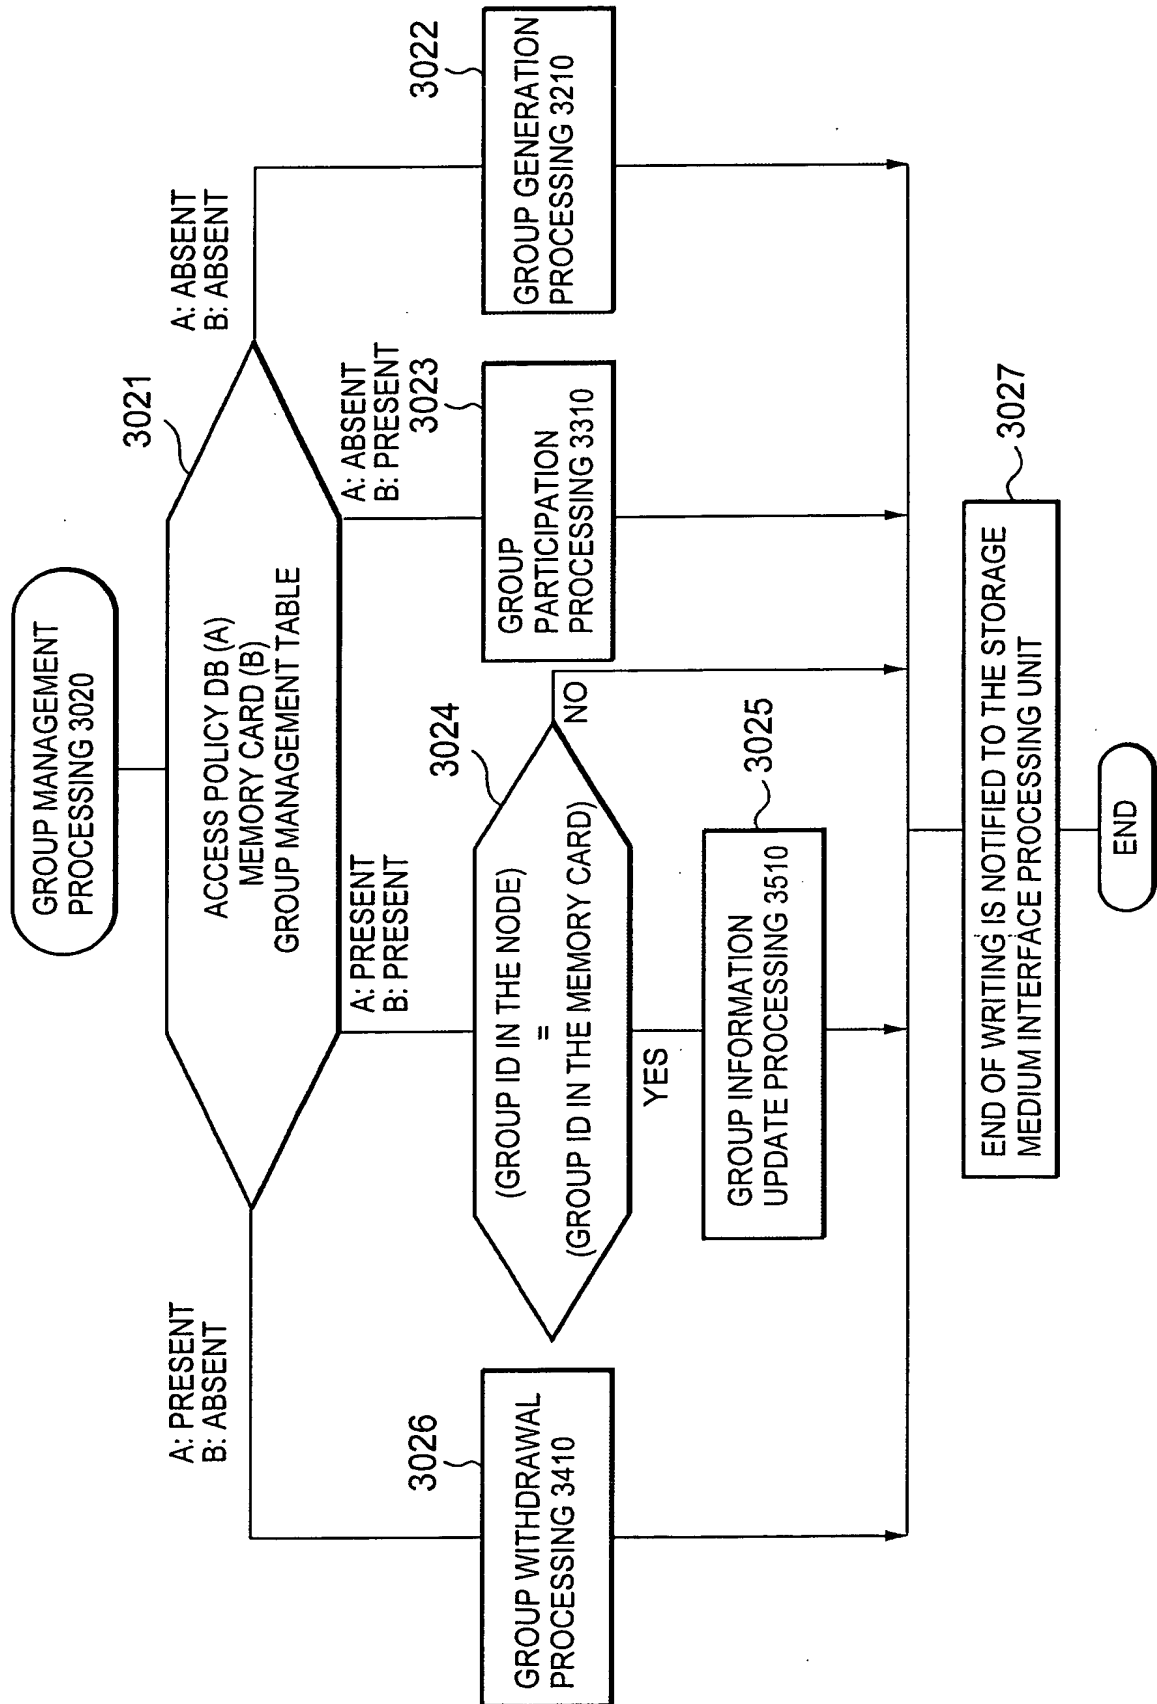 GROUP MANAGEMENT
PROCESSING 3020
3021
ACCESS POLICY DB (A)
MEMORY CARD (B)
GROUP MANAGEMENT TABLE
A: PRESENT
B: ABSENT
A: PRESENT
B: PRESENT
A: ABSENT
B: PRESENT
A: ABSENT
B: ABSENT
3026
GROUP WITHDRAWAL
PROCESSING 3410
3024
(GROUP ID IN THE NODE)
=
(GROUP ID IN THE MEMORY CARD)
NO
YES
3023
GROUP
PARTICIPATION
PROCESSING 3310
3022
GROUP GENERATION
PROCESSING 3210
3025
GROUP INFORMATION
UPDATE PROCESSING 3510
3027
END OF WRITING IS NOTIFIED TO THE STORAGE
MEDIUM INTERFACE PROCESSING UNIT
END